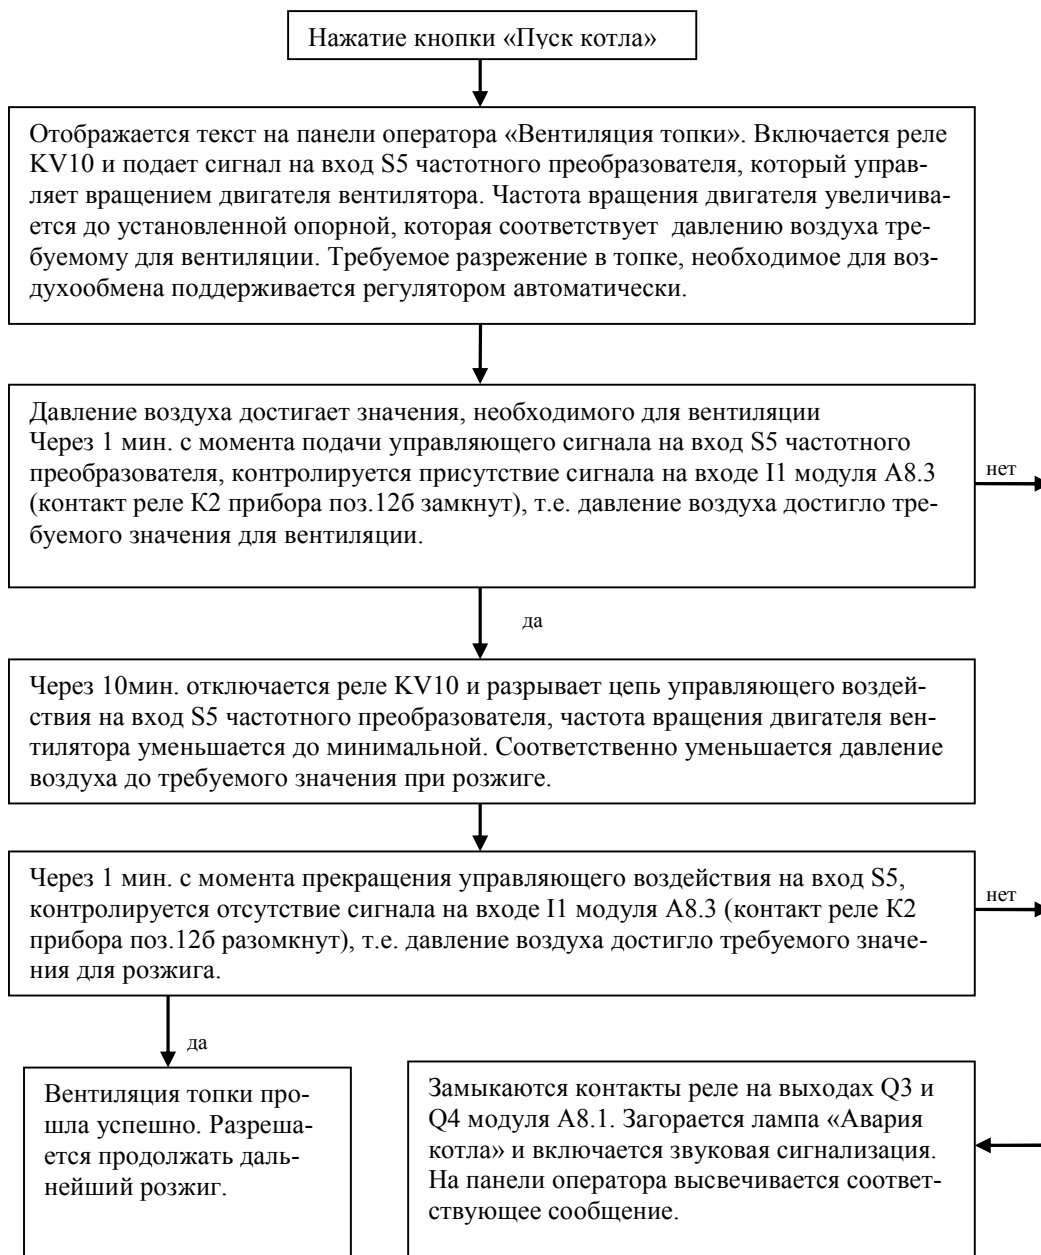 Нажатие кнопки «Пуск котла»
Отображается текст на панели оператора «Вентиляция топки». Включается реле
KV10 и подает сигнал на вход S5 частотного преобразователя, который управ-
ляет вращением двигателя вентилятора. Частота вращения двигателя увеличива-
ется до установленной опорной, которая соответствует давлению воздуха тре-
буемому для вентиляции. Требуемое разрежение в топке, необходимое для воз-
духообмена поддерживается регулятором автоматически.
Давление воздуха достигает значения, необходимого для вентиляции
Через 1 мин. с момента подачи управляющего сигнала на вход S5 частотного
преобразователя, контролируется присутствие сигнала на входе I1 модуля А8.3
(контакт реле К2 прибора поз.12б замкнут), т.е. давление воздуха достигло тре-
буемого значения для вентиляции.
нет
да
Через 10мин. отключается реле KV10 и разрывает цепь управляющего воздей-
ствия на вход S5 частотного преобразователя, частота вращения двигателя вен-
тилятора уменьшается до минимальной. Соответственно уменьшается давление
воздуха до требуемого значения при розжиге.
Через 1 мин. с момента прекращения управляющего воздействия на вход S5,
контролируется отсутствие сигнала на входе I1 модуля А8.3 (контакт реле К2
прибора поз.12б разомкнут), т.е. давление воздуха достигло требуемого значе-
ния для розжига.
нет
да
Вентиляция топки про-
шла успешно. Разреша-
ется продолжать даль-
нейший розжиг.
Замыкаются контакты реле на выходах Q3 и
Q4 модуля А8.1. Загорается лампа «Авария
котла» и включается звуковая сигнализация.
На панели оператора высвечивается соответ-
ствующее сообщение.